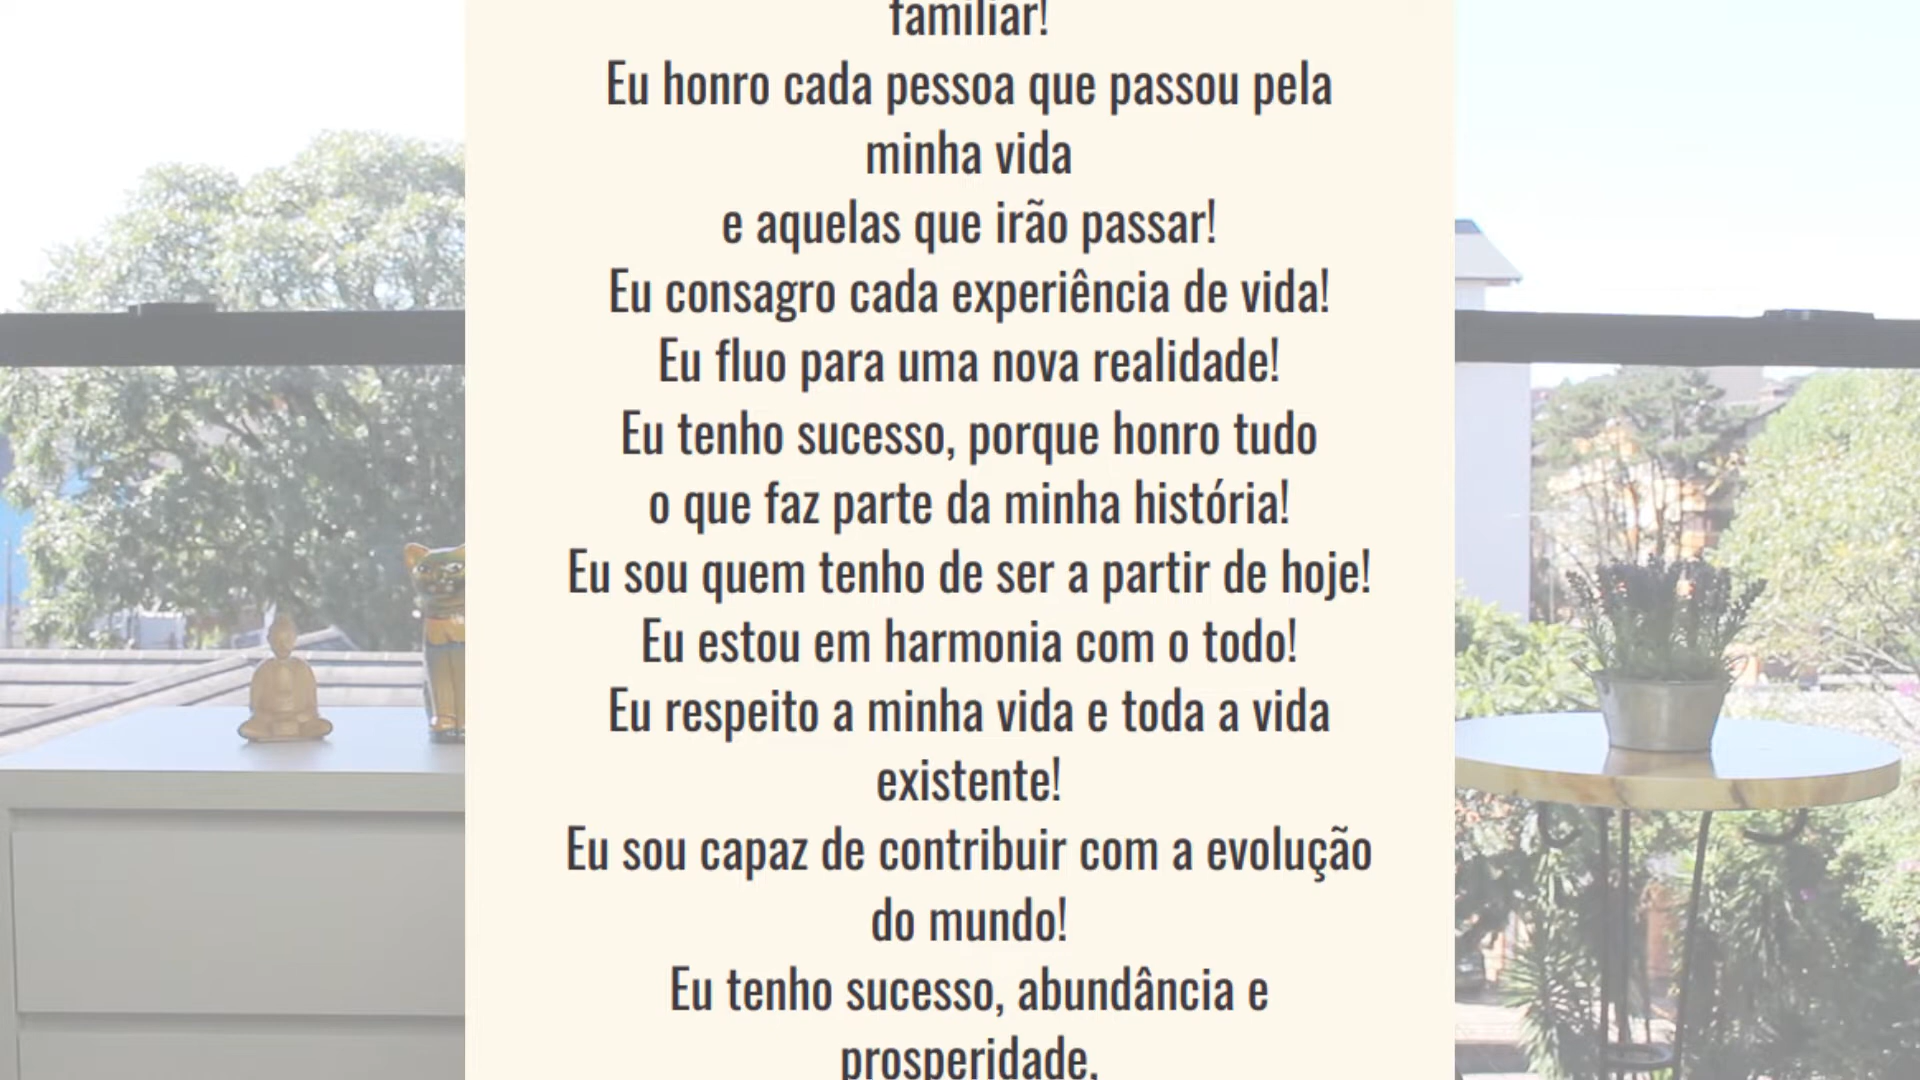 familiar!
Eu honro cada pessoa que passou pela
minha vida
e aquelas que irão passar!
Eu consagro cada experiência de vida!
Eu fluo para uma nova realidade!
Eu tenho sucesso, porque honro tudo
o que faz parte da minha história!
Eu sou quem tenho de ser a partir de hoje!
Eu estou em harmonia com o todo!
Eu respeito a minha vida e toda a vida
existente!
Eu sou capaz de contribuir com a evolução
do mundo!
Eu tenho sucesso, abundância e
prosperidade,